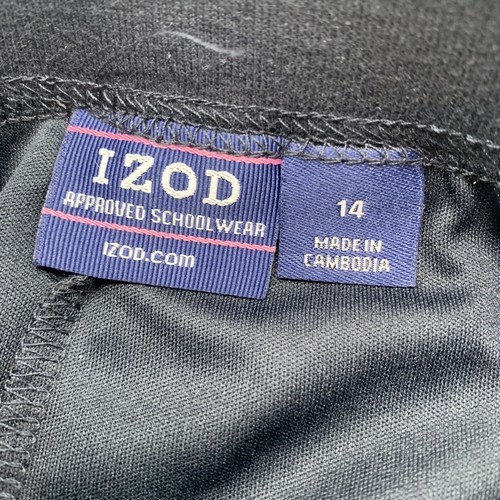 IZOD
APPROVED SCHOOLWEAR
IZOD.com
14
MADE IN
CAMBODIA